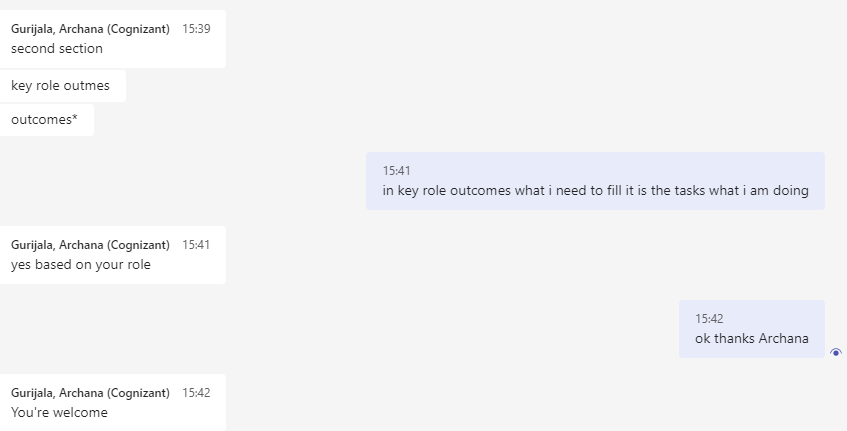 Gurijala, Archana (Cognizant) 15:39
second section
key role outmes
outcomes*
15:41
in key role outcomes what i need to fill it is the tasks what i am doing
Gurijala, Archana (Cognizant) 15:41
yes based on your role
15:42
ok thanks Archana
Gurijala, Archana (Cognizant) 15:42
You're welcome